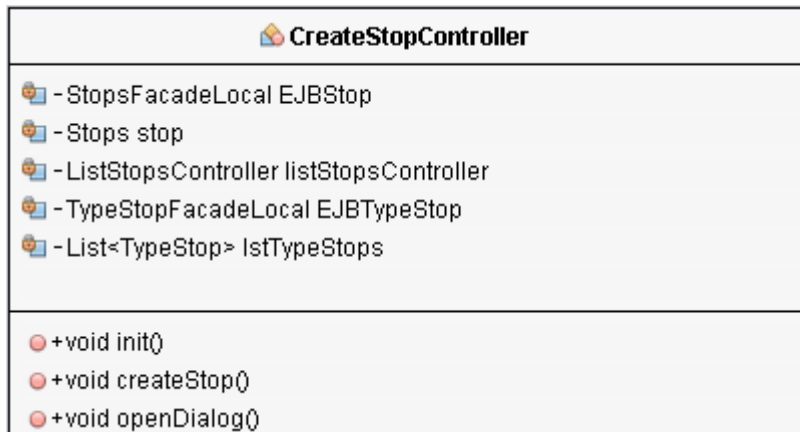 CreateStopController
-StopsFacadeLocal EJBStop
-Stops stop
-ListStopsController listStopsController
-TypeStopFacadeLocal EJBTypeStop
-List<TypeStop> lstTypeStops
+void init()
+void createStop()
+void openDialog()